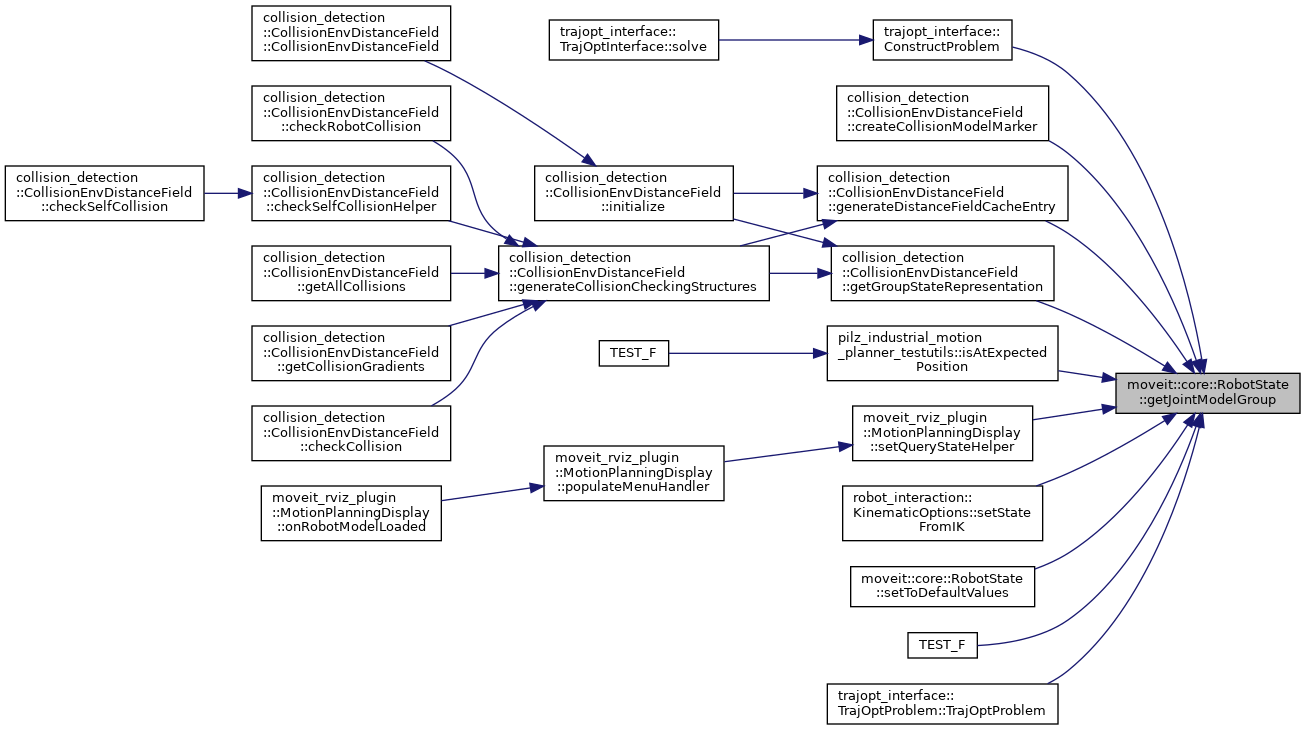 collision_detection
::CollisionEnvDistanceField
::CollisionEnvDistanceField
trajopt_interface::
TrajOptInterface::solve
trajopt_interface::
ConstructProblem
collision_detection
::CollisionEnvDistanceField
::checkRobotCollision
collision_detection
::CollisionEnvDistanceField
::createCollisionModelMarker
collision_detection
::CollisionEnvDistanceField
::checkSelfCollision
collision_detection
::CollisionEnvDistanceField
::checkSelfCollisionHelper
collision_detection
::CollisionEnvDistanceField
::initialize
collision_detection
::CollisionEnvDistanceField
::generateDistanceFieldCacheEntry
collision_detection
::CollisionEnvDistanceField
::getAllCollisions
collision_detection
::CollisionEnvDistanceField
::generateCollisionCheckingStructures
collision_detection
::CollisionEnvDistanceField
::getGroupStateRepresentation
collision_detection
::CollisionEnvDistanceField
::getCollisionGradients
TEST_F
pilz_industrial_motion
_planner_testutils::isAtExpected
Position
moveit::core::RobotState
::getJointModelGroup
collision_detection
::CollisionEnvDistanceField
::checkCollision
moveit_rviz_plugin
::MotionPlanningDisplay
::setQueryStateHelper
moveit_rviz_plugin
::MotionPlanningDisplay
::populateMenuHandler
moveit_rviz_plugin
::MotionPlanningDisplay
::onRobotModelLoaded
robot_interaction::
KinematicOptions::setState
FromIK
moveit::core::RobotState
::setToDefaultValues
TEST_F
trajopt_interface::
TrajOptProblem::TrajOptProblem